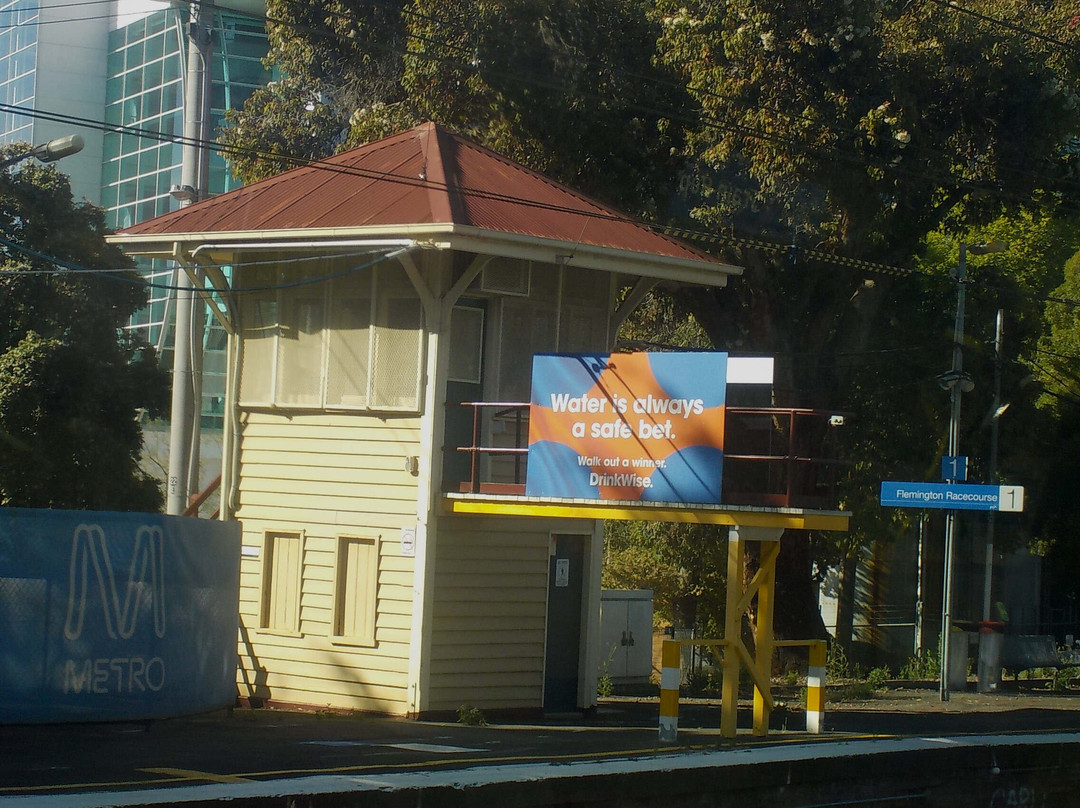 Water is always
a safe bet.
Walk out a winner.
DrinkWise.
1
Flemington Racecourse 1
METRO